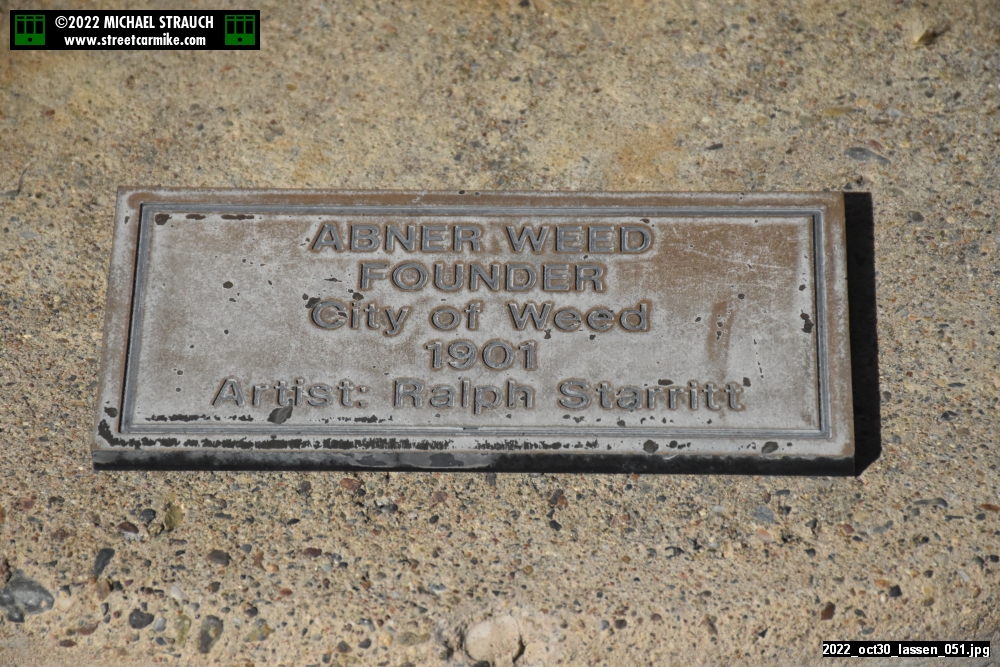 ©2022 MICHAEL STRAUCH
www.streetcarmike.com
ABNER WEED
FOUNDER
City of Weed
1901
Artist: Ralph Starritt
2022_oct30_lassen_051.jpg